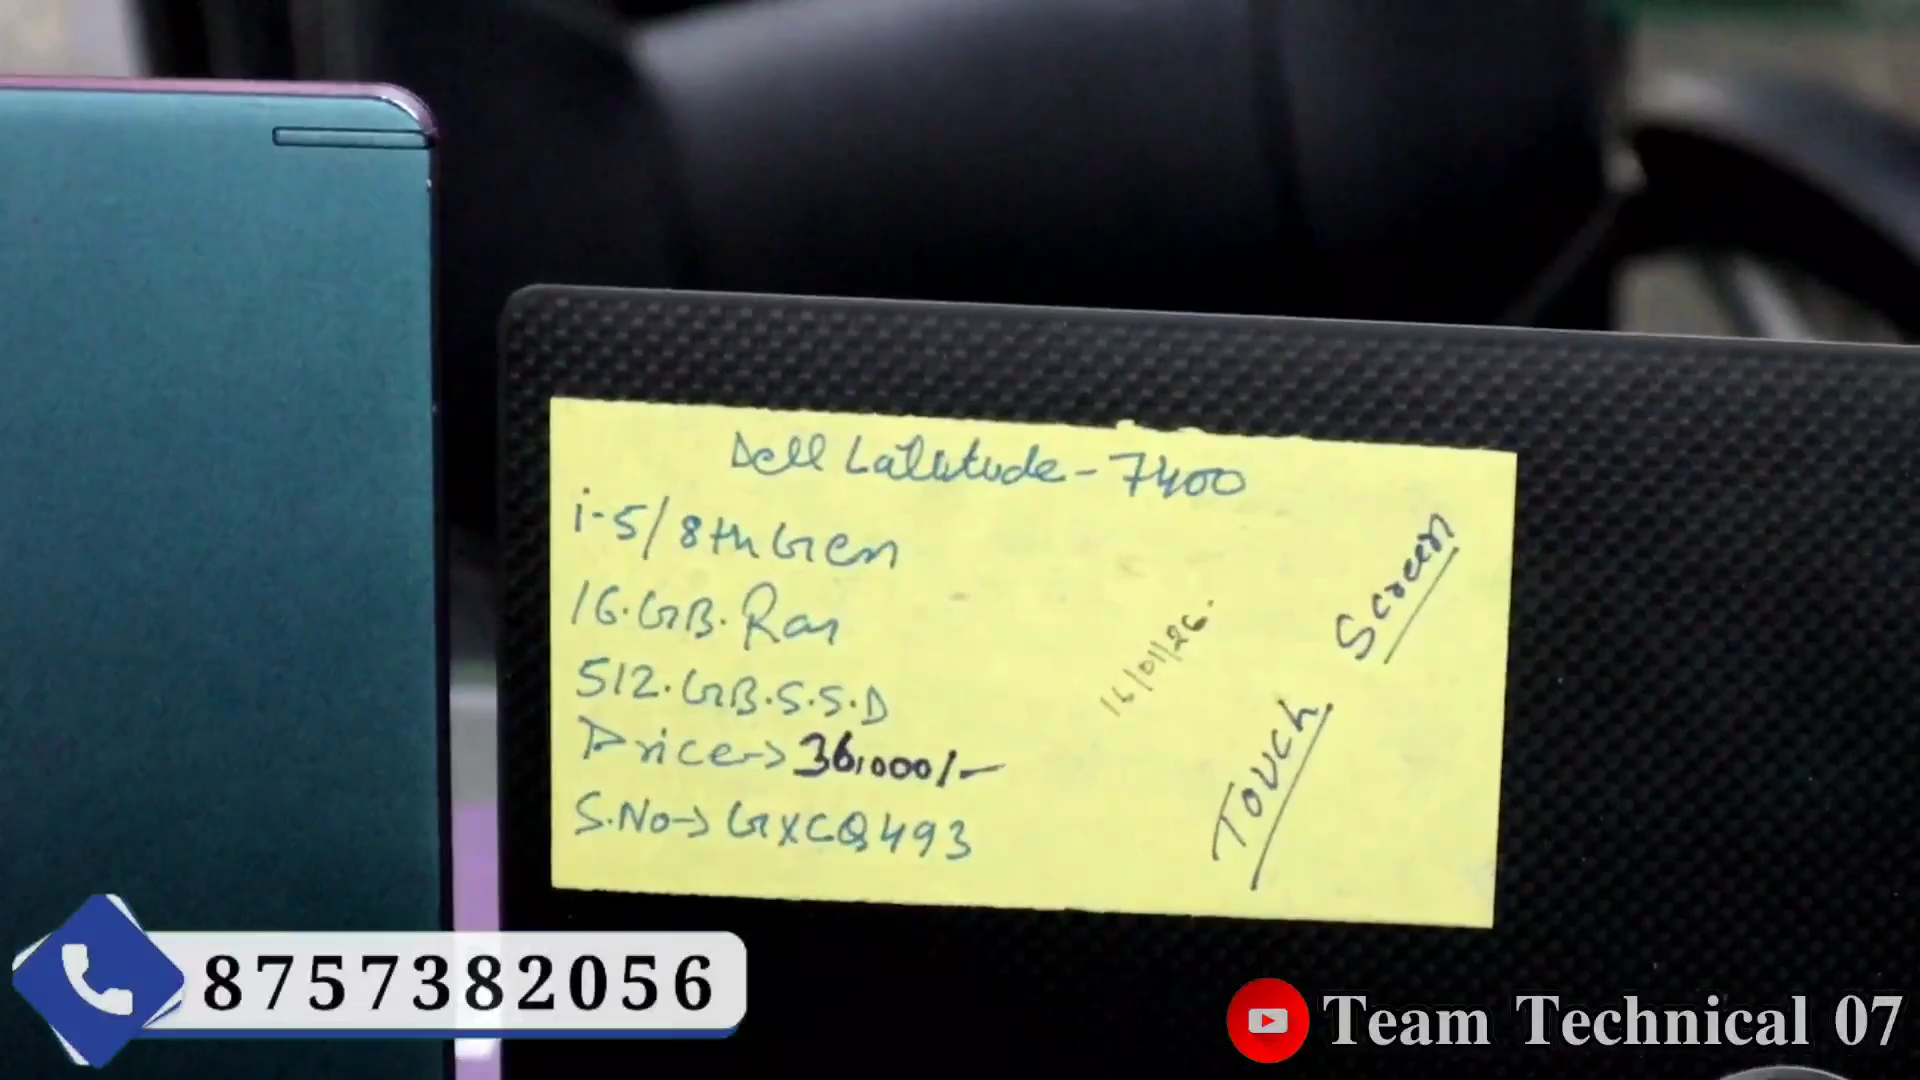 Dell Latitude - 7400
i-5/8th Gen
16.GB.Ram
512.GB.S.S.D
Price-> 36,000/-
S.No-> GXCQ493
16/01/26.
Touch Screen
8757382056
Team Technical 07